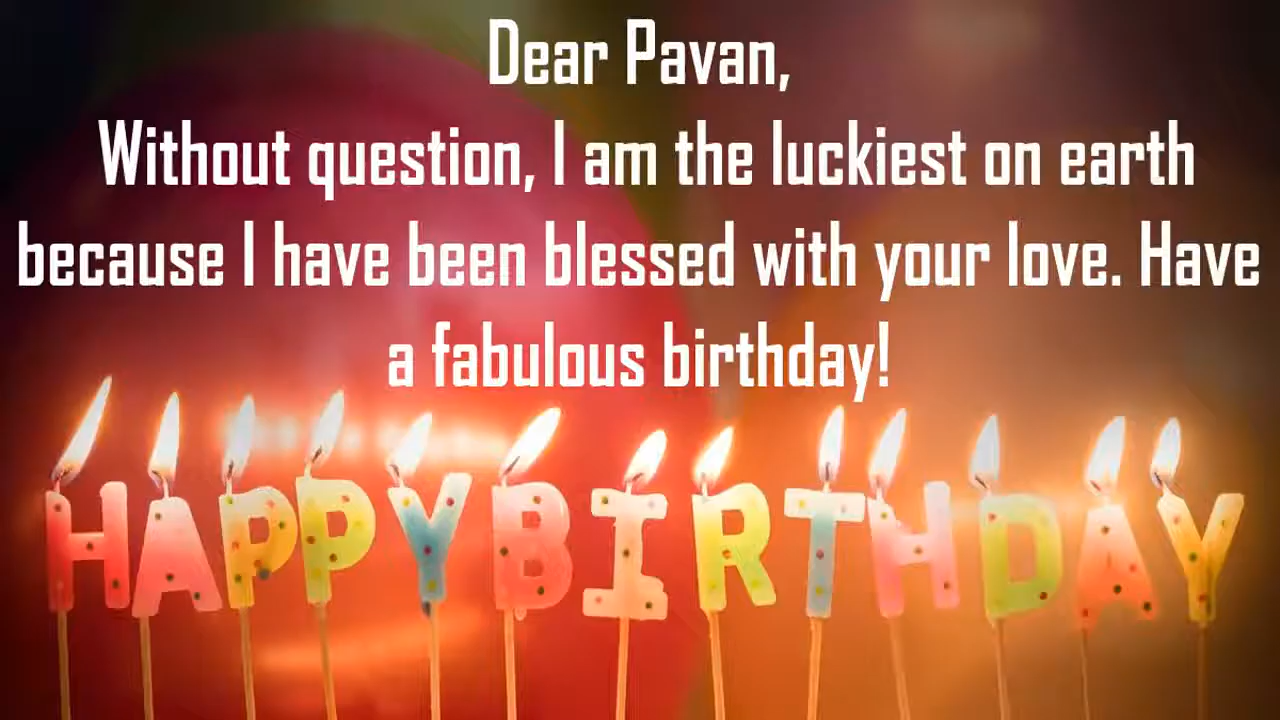 Dear Pavan,
Without question, I am the luckiest on earth
because I have been blessed with your love. Have
a fabulous birthday!
HAPPY BIRTHDAY